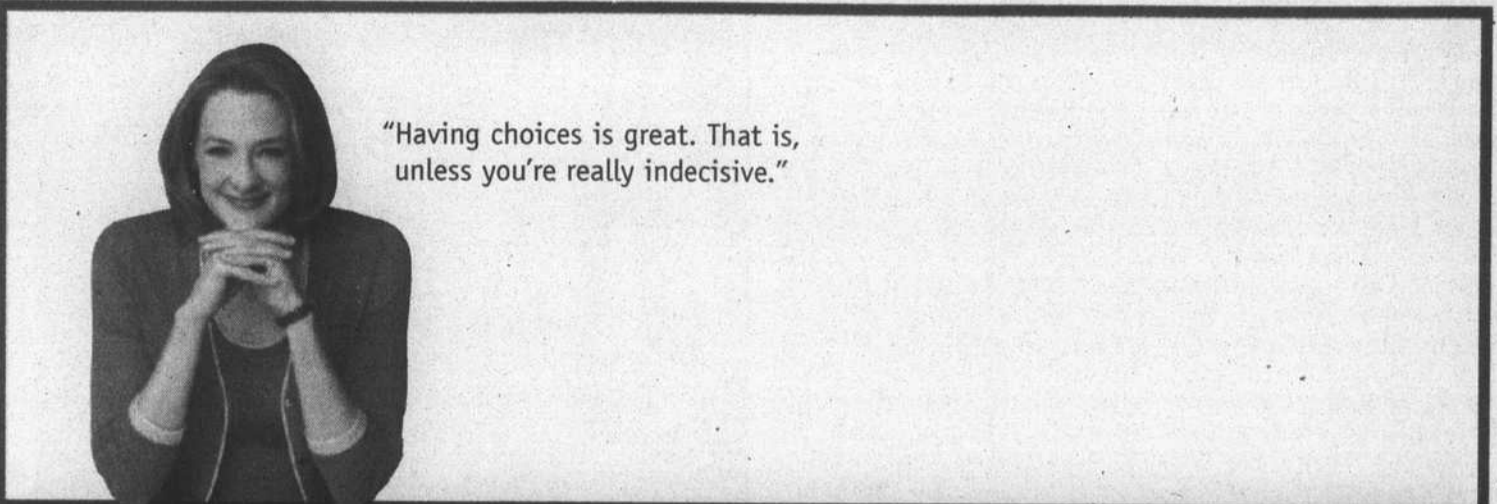 “Having choices is great. That is,
unless you’re really indecisive.”